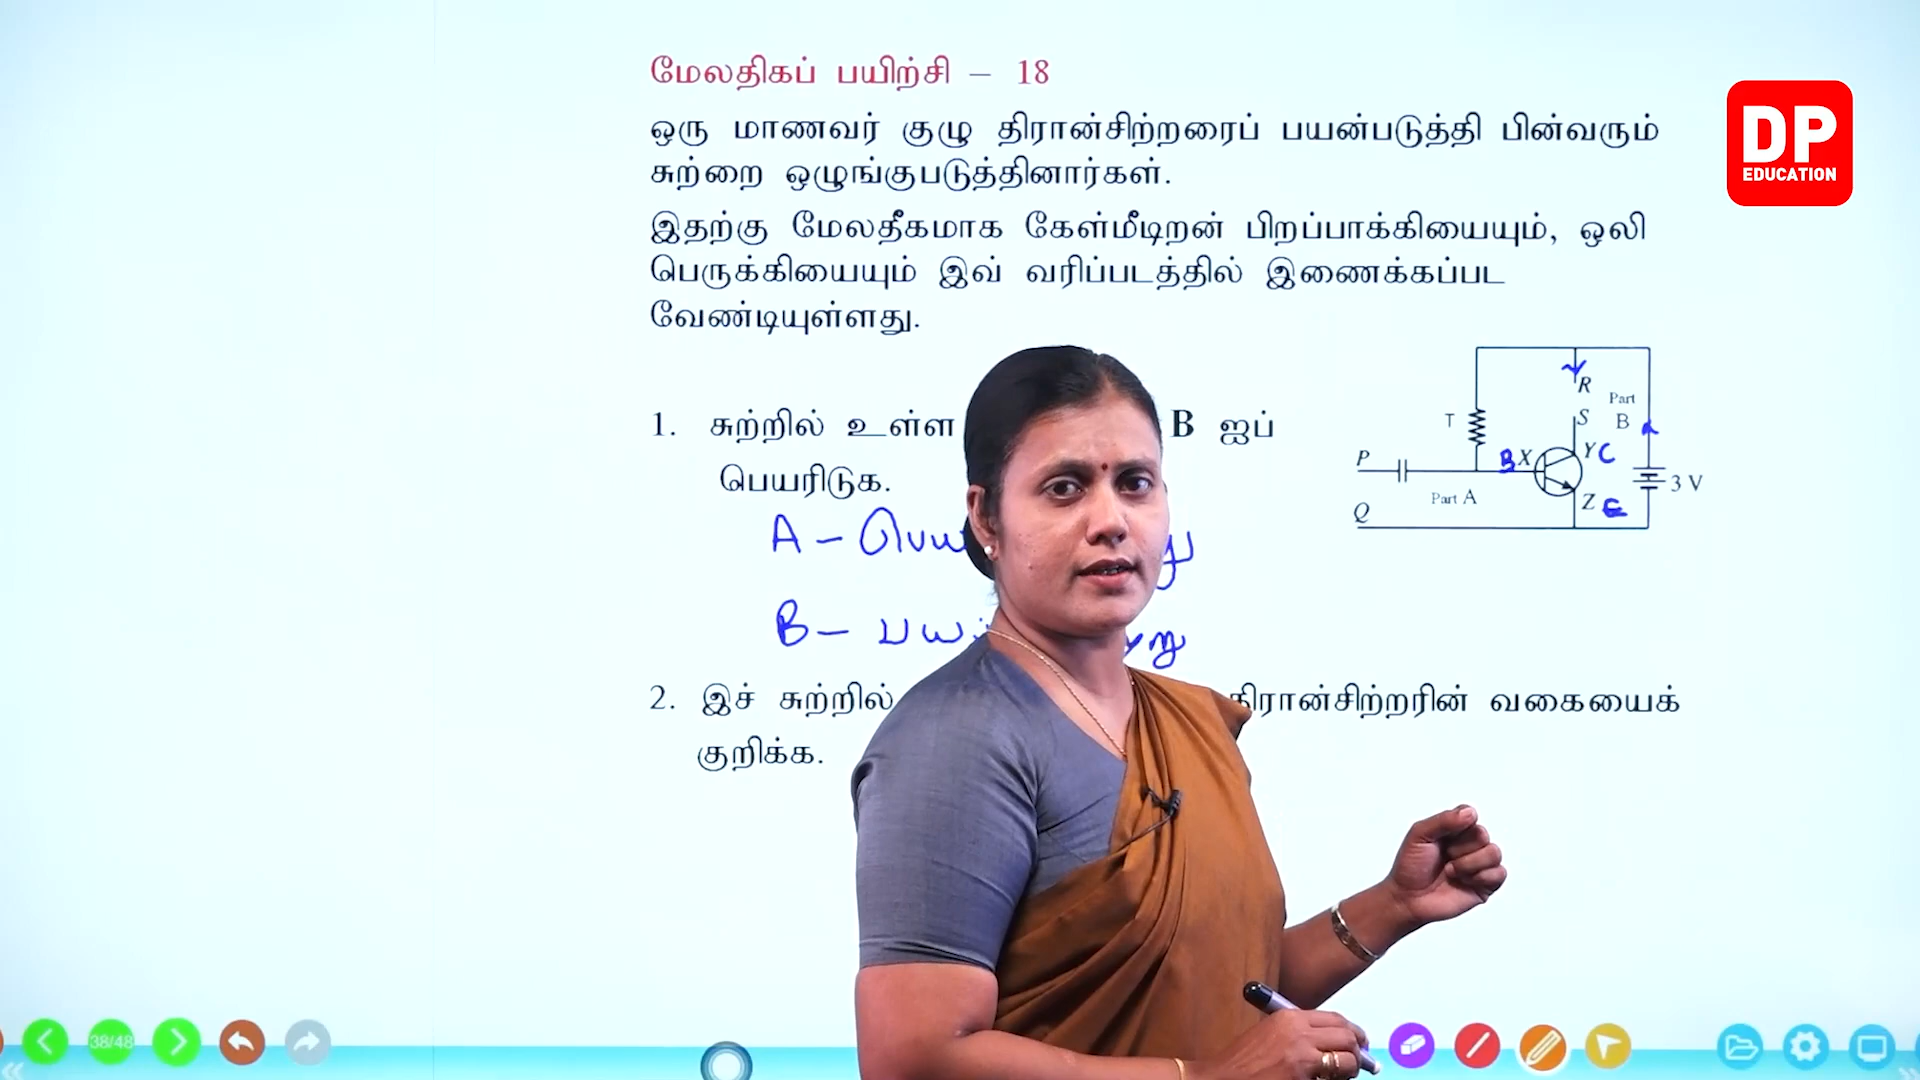 மேலதிகப் பயிற்சி – 18
DP
EDUCATION
ஒரு மாணவர் குழு திரான்சிற்றரைப் பயன்படுத்தி பின்வரும்
சுற்றை ஒழுங்குபடுத்தினார்கள்.
இதற்கு மேலதீகமாக கேள்மீடிறன் பிறப்பாக்கியையும், ஒலி
பெருக்கியையும் இவ் வரிப்படத்தில் இணைக்கப்பட
வேண்டியுள்ளது.
1. சுற்றில் உள்ள B ஐப்
பெயரிடுக.
A –
B –
2. இச் சுற்றில் திரான்சிற்றரின் வகையைக்
குறிக்க.
R
Part
B
T
S
P
B X
Y C
Part A
3 V
Q
Z E
38/48